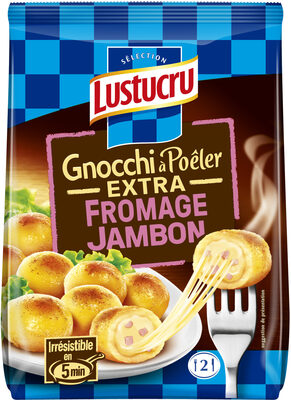 SÉLECTION
Lustucru
Gnocchi à Poêler
EXTRA
FROMAGE
JAMBON
Irrésistible
en
5 min
2
suggestion de présentation